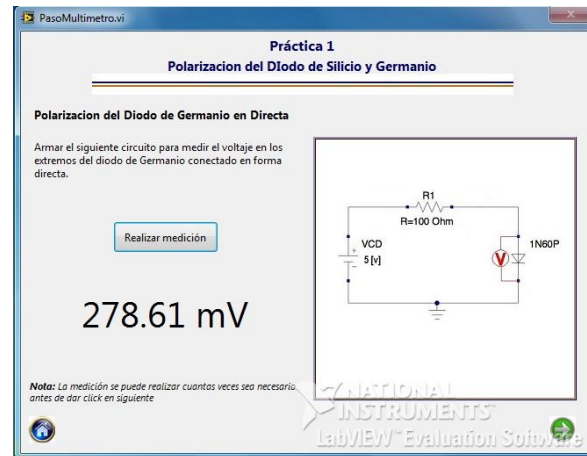 PasoMultimetro.vi
Práctica 1
Polarizacion del DIodo de Silicio y Germanio
Polarizacion del Diodo de Germanio en Directa
Armar el siguiente circuito para medir el voltaje en los
extremos del diodo de Germanio conectado en forma
directa.
Realizar medición
278.61 mV
R1
R=100 Ohm
VCD
5 [v]
+
V
1N60P
Nota: La medición se puede realizar cuantas veces sea necesario
antes de dar click en siguiente
NATIONAL
INSTRUMENTS
LabVIEW™ Evaluation Software